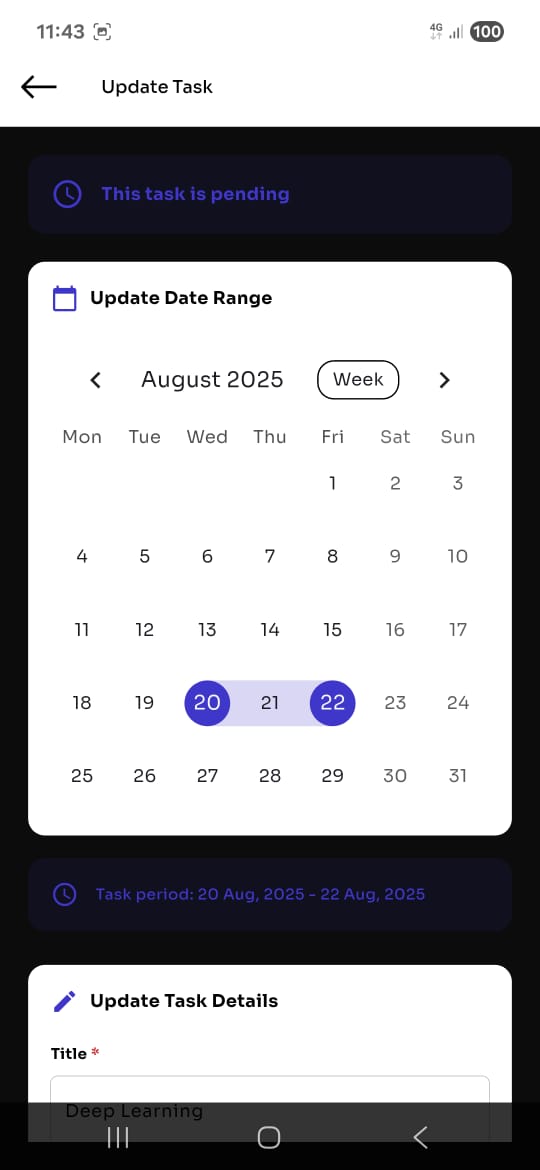 11:43 4G 100
Update Task
This task is pending
Update Date Range
August 2025 Week
Mon Tue Wed Thu Fri Sat Sun
1 2 3
4 5 6 7 8 9 10
11 12 13 14 15 16 17
18 19 20 21 22 23 24
25 26 27 28 29 30 31
Task period: 20 Aug, 2025 - 22 Aug, 2025
Update Task Details
Title *
Deep Learning